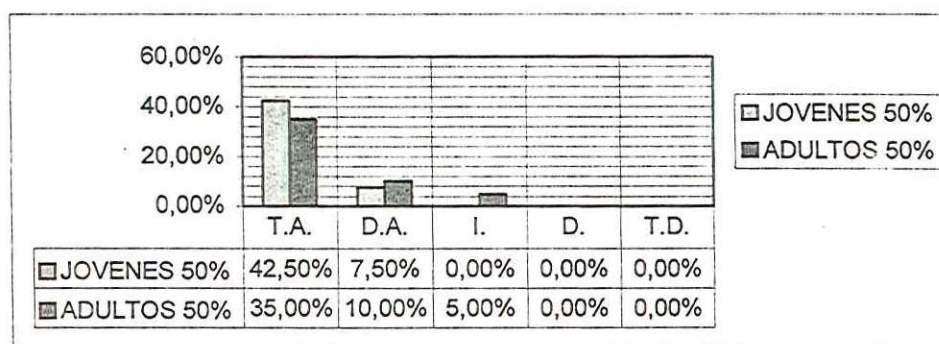 60,00%
40,00%
20,00%
0,00%
JOVENES 50%
ADULTOS 50%
T.A. D.A. I. D. T.D.
JOVENES 50% 42,50% 7,50% 0,00% 0,00% 0,00%
ADULTOS 50% 35,00% 10,00% 5,00% 0,00% 0,00%